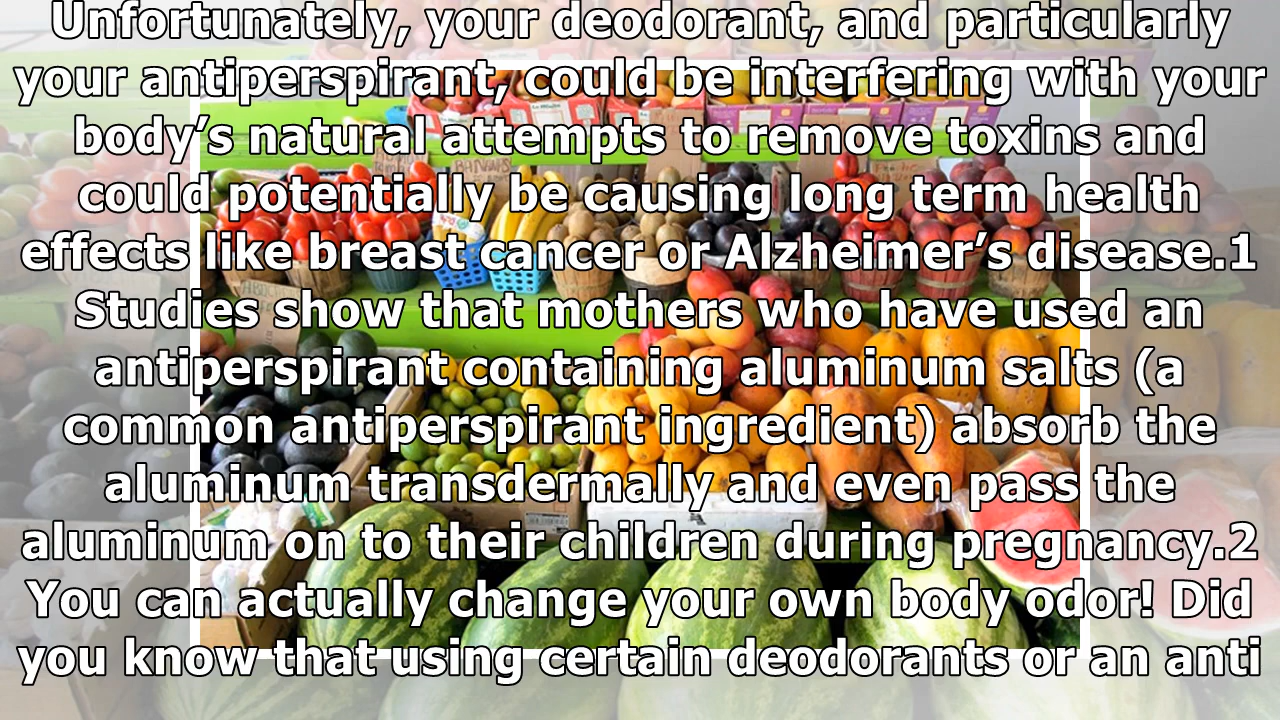 Unfortunately, your deodorant, and particularly
your antiperspirant, could be interfering with your
body’s natural attempts to remove toxins and
could potentially be causing long term health
effects like breast cancer or Alzheimer’s disease.1
Studies show that mothers who have used an
antiperspirant containing aluminum salts (a
common antiperspirant ingredient) absorb the
aluminum transdermally and even pass the
aluminum on to their children during pregnancy.2
You can actually change your own body odor! Did
you know that using certain deodorants or an anti